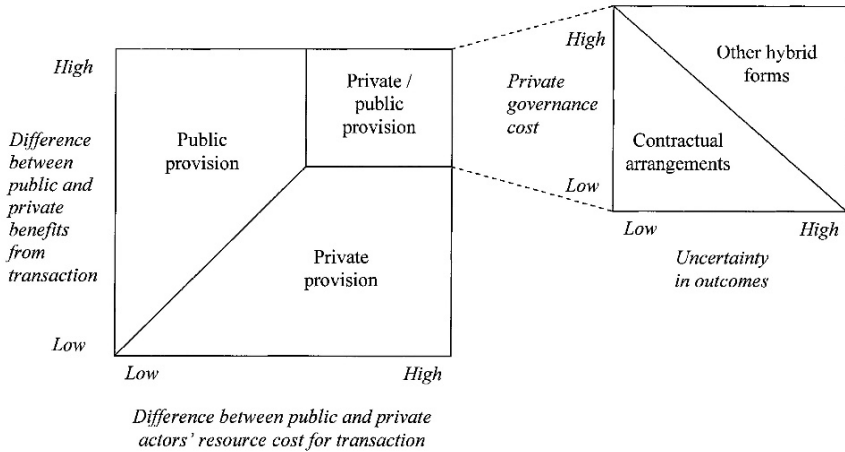 High
Difference
between
public and
private
benefits
from
transaction
Low
Public
provision
Private /
public
provision
Private
provision
Low
High
Difference between public and private
actors' resource cost for transaction
High
Private
governance
cost
Low
Other hybrid
forms
Contractual
arrangements
Low
High
Uncertainty
in outcomes